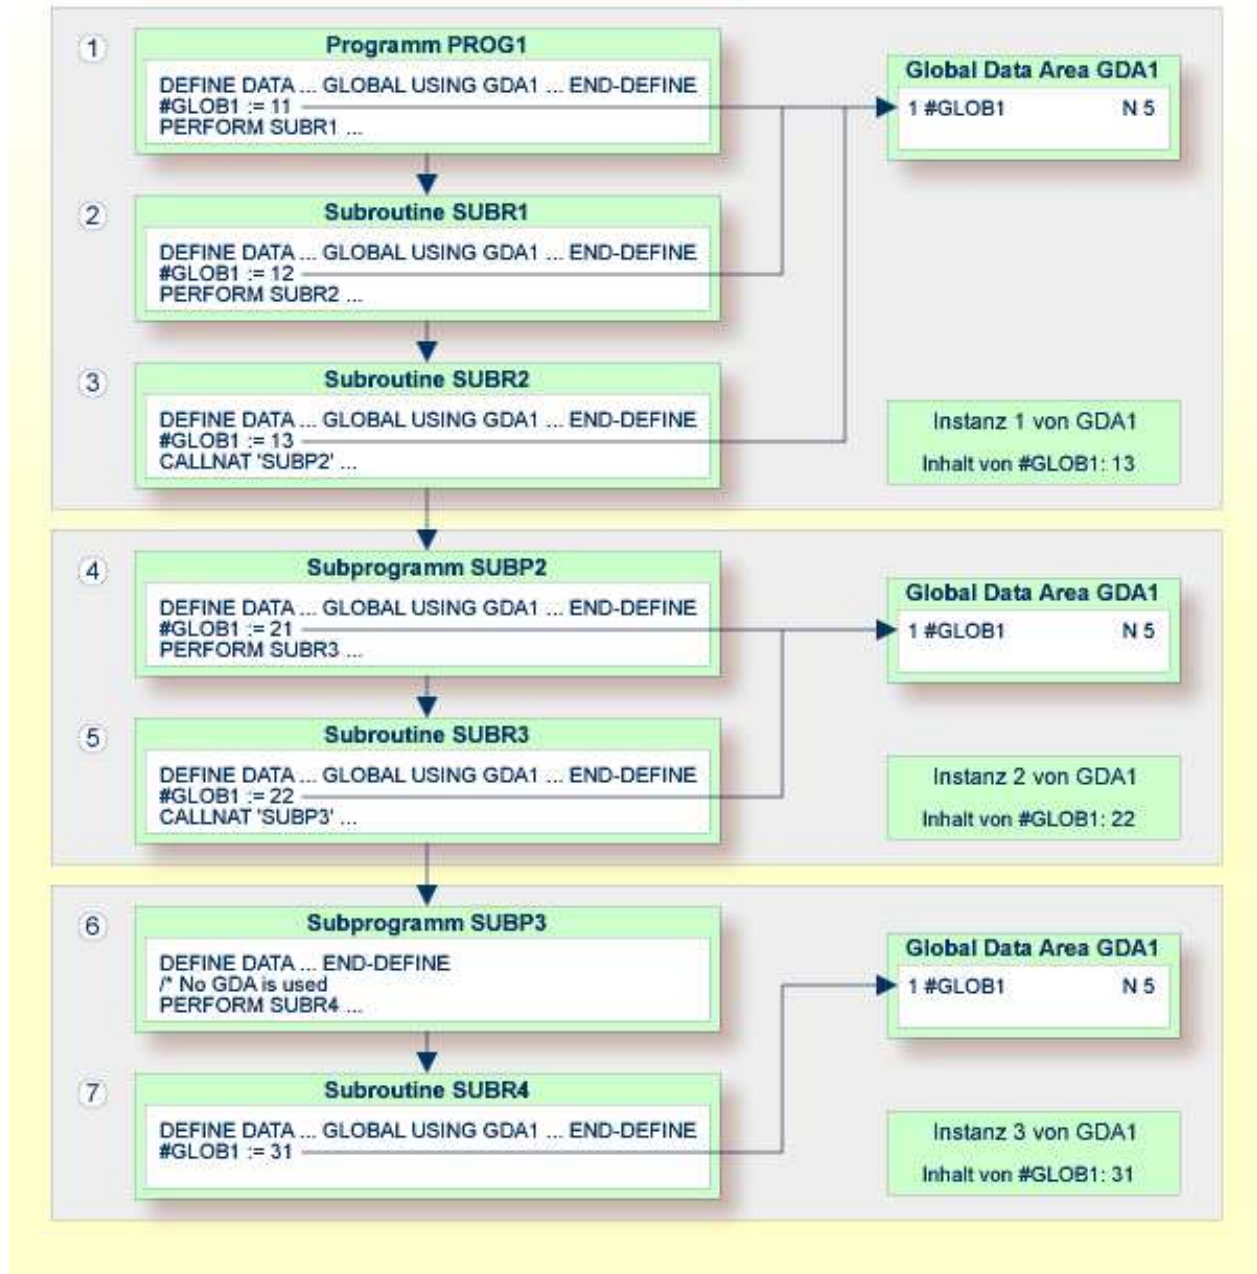 1
Programm PROG1
DEFINE DATA ... GLOBAL USING GDA1 ... END-DEFINE
#GLOB1 := 11
PERFORM SUBR1 ...
Global Data Area GDA1
1 #GLOB1 N 5
2
Subroutine SUBR1
DEFINE DATA ... GLOBAL USING GDA1 ... END-DEFINE
#GLOB1 := 12
PERFORM SUBR2 ...
3
Subroutine SUBR2
DEFINE DATA ... GLOBAL USING GDA1 ... END-DEFINE
#GLOB1 := 13
CALLNAT 'SUBP2' ...
Instanz 1 von GDA1
Inhalt von #GLOB1: 13
4
Subprogramm SUBP2
DEFINE DATA ... GLOBAL USING GDA1 ... END-DEFINE
#GLOB1 := 21
PERFORM SUBR3 ...
Global Data Area GDA1
1 #GLOB1 N 5
5
Subroutine SUBR3
DEFINE DATA ... GLOBAL USING GDA1 ... END-DEFINE
#GLOB1 := 22
CALLNAT 'SUBP3' ...
Instanz 2 von GDA1
Inhalt von #GLOB1: 22
6
Subprogramm SUBP3
DEFINE DATA ... END-DEFINE
/* No GDA is used
PERFORM SUBR4 ...
Global Data Area GDA1
1 #GLOB1 N 5
7
Subroutine SUBR4
DEFINE DATA ... GLOBAL USING GDA1 ... END-DEFINE
#GLOB1 := 31
Instanz 3 von GDA1
Inhalt von #GLOB1: 31